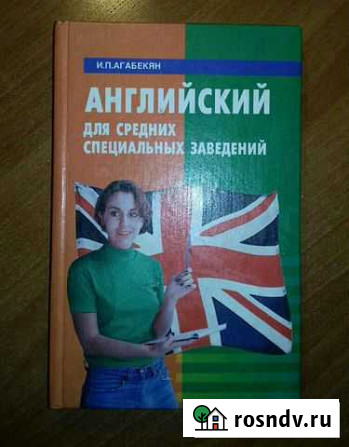 И.П.АГАБЕКЯН
АНГЛИЙСКИЙ
ДЛЯ СРЕДНИХ
СПЕЦИАЛЬНЫХ ЗАВЕДЕНИЙ
rosndv.ru